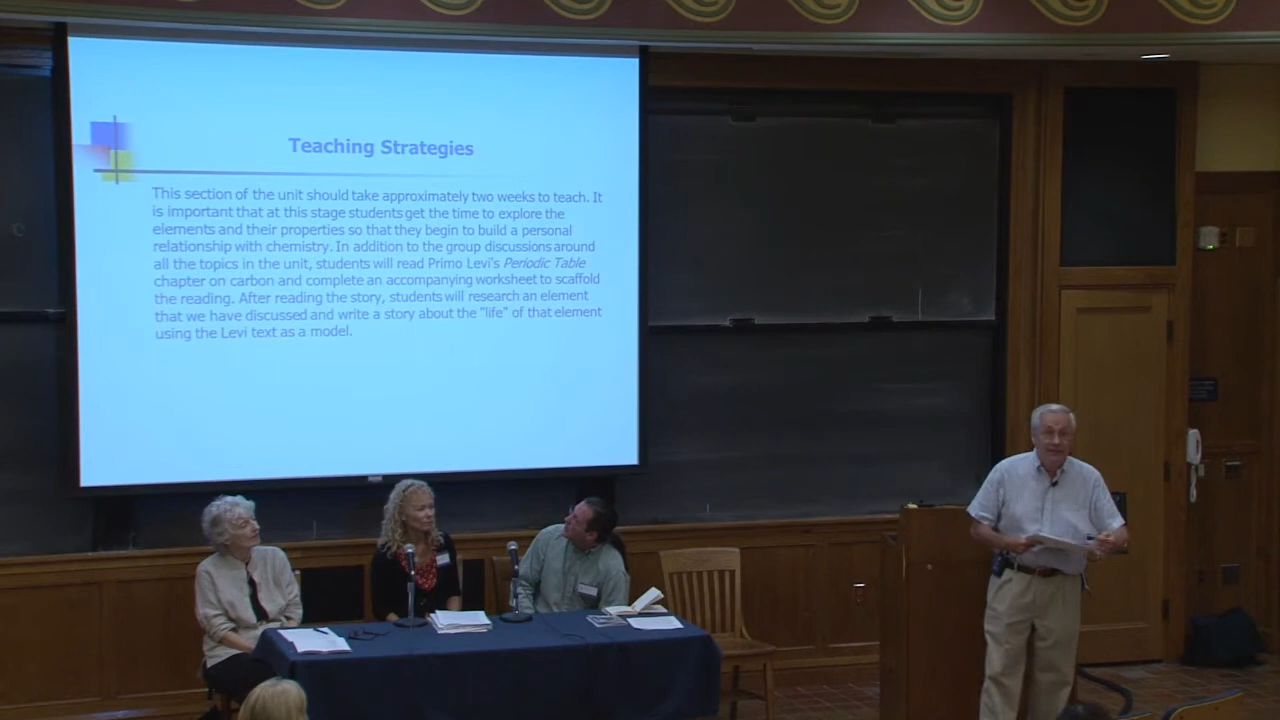 Teaching Strategies
This section of the unit should take approximately two weeks to teach. It
is important that at this stage students get the time to explore the
elements and their properties so that they begin to build a personal
relationship with chemistry. In addition to the group discussions around
all the topics in the unit, students will read Primo Levi's Periodic Table
chapter on carbon and complete an accompanying worksheet to scaffold
the reading. After reading the story, students will research an element
that we have discussed and write a story about the "life" of that element
using the Levi text as a model.